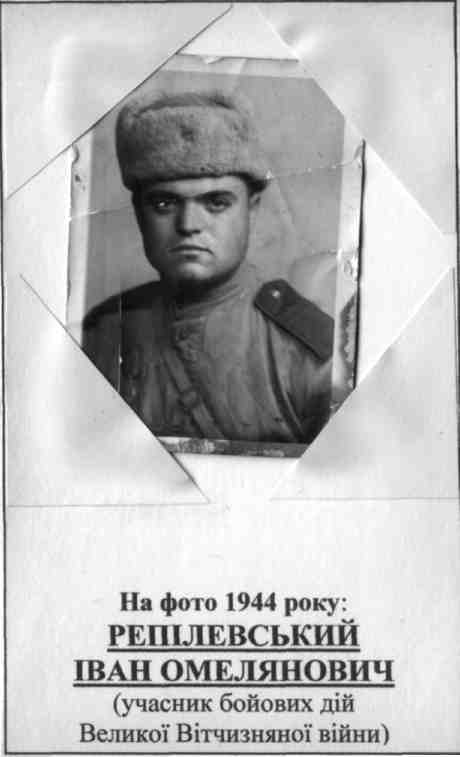 На фото 1944 року:
РЕПІЛЕВСЬКИЙ
ІВАН ОМЕЛЯНОВИЧ
(учасник бойових дій
Великої Вітчизняної війни)